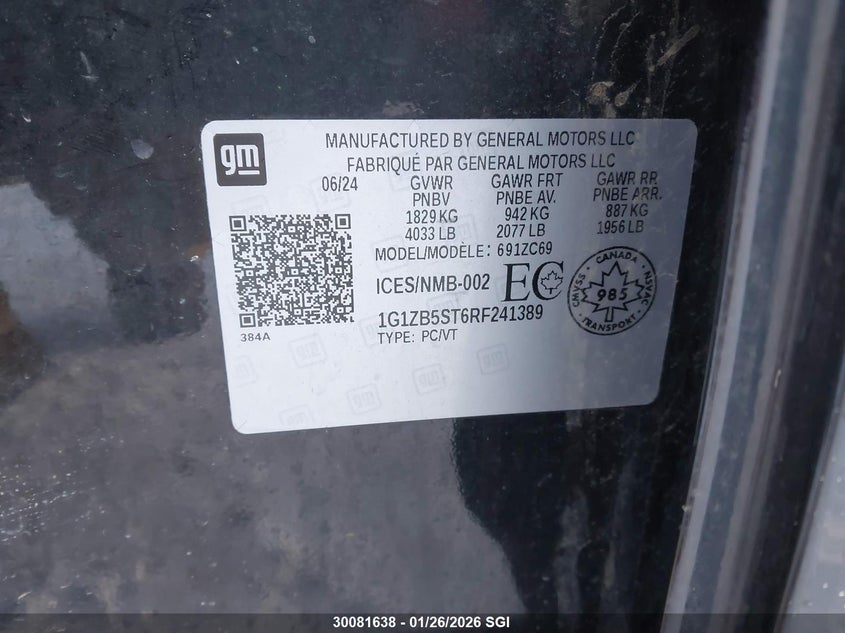 gm
MANUFACTURED BY GENERAL MOTORS LLC
FABRIQUÉ PAR GENERAL MOTORS LLC
06/24 GVWR GAWR FRT GAWR RR
PNBV PNBE AV. PNBE ARR.
1829 KG 942 KG 887 KG
4033 LB 2077 LB 1956 LB
MODEL/MODÈLE: 691ZC69
ICES/NMB-002 EC
CANADA
CMVSS 985 NSVAC
TRANSPORT
1G1ZB5ST6RF241389
384A TYPE: PC/VT
30081638 - 01/26/2026 SGI